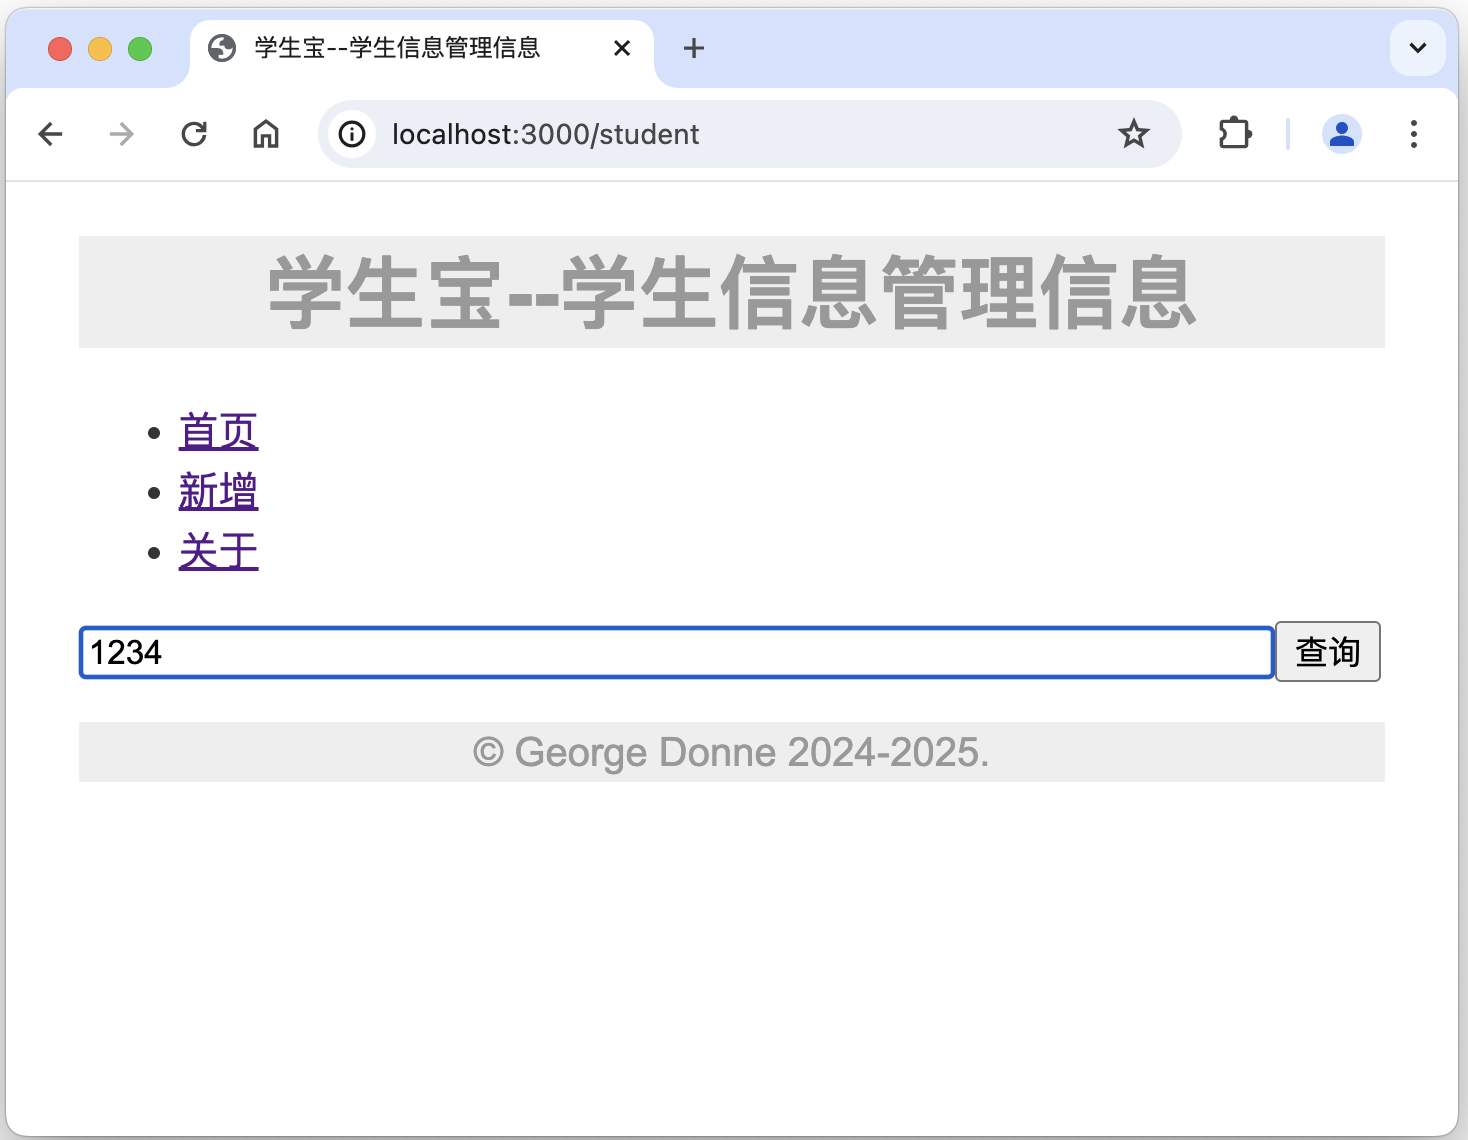 学生宝--学生信息管理信息
localhost:3000/student
学生宝--学生信息管理信息
首页
新增
关于
1234 查询
© George Donne 2024-2025.